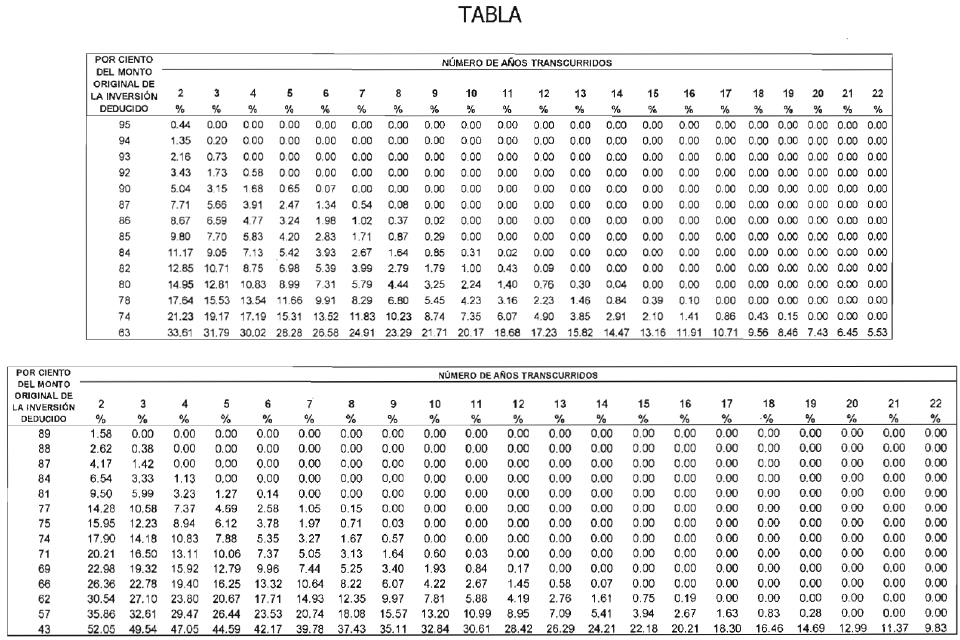 TABLA
POR CIENTO DEL MONTO ORIGINAL DE LA INVERSIÓN DEDUCIDO NÚMERO DE AÑOS TRANSCURRIDOS
2 3 4 5 6 7 8 9 10 11 12 13 14 15 16 17 18 19 20 21 22
% % % % % % % % % % % % % % % % % % % % %
95 0.44 0.00 0.00 0.00 0.00 0.00 0.00 0.00 0.00 0.00 0.00 0.00 0.00 0.00 0.00 0.00 0.00 0.00 0.00 0.00 0.00
94 1.35 0.20 0.00 0.00 0.00 0.00 0.00 0.00 0.00 0.00 0.00 0.00 0.00 0.00 0.00 0.00 0.00 0.00 0.00 0.00 0.00
93 2.16 0.73 0.00 0.00 0.00 0.00 0.00 0.00 0.00 0.00 0.00 0.00 0.00 0.00 0.00 0.00 0.00 0.00 0.00 0.00 0.00
92 3.43 1.73 0.58 0.00 0.00 0.00 0.00 0.00 0.00 0.00 0.00 0.00 0.00 0.00 0.00 0.00 0.00 0.00 0.00 0.00 0.00
90 5.04 3.15 1.68 0.65 0.07 0.00 0.00 0.00 0.00 0.00 0.00 0.00 0.00 0.00 0.00 0.00 0.00 0.00 0.00 0.00 0.00
87 7.71 5.66 3.91 2.47 1.34 0.54 0.08 0.00 0.00 0.00 0.00 0.00 0.00 0.00 0.00 0.00 0.00 0.00 0.00 0.00 0.00
86 8.67 6.59 4.77 3.24 1.98 1.02 0.37 0.02 0.00 0.00 0.00 0.00 0.00 0.00 0.00 0.00 0.00 0.00 0.00 0.00 0.00
85 9.80 7.70 5.83 4.20 2.83 1.71 0.87 0.29 0.00 0.00 0.00 0.00 0.00 0.00 0.00 0.00 0.00 0.00 0.00 0.00 0.00
84 11.17 9.05 7.13 5.42 3.93 2.67 1.64 0.85 0.31 0.02 0.00 0.00 0.00 0.00 0.00 0.00 0.00 0.00 0.00 0.00 0.00
82 12.85 10.71 8.75 6.98 5.39 3.99 2.79 1.79 1.00 0.43 0.09 0.00 0.00 0.00 0.00 0.00 0.00 0.00 0.00 0.00 0.00
80 14.95 12.81 10.83 8.99 7.31 5.79 4.44 3.25 2.24 1.40 0.76 0.30 0.04 0.00 0.00 0.00 0.00 0.00 0.00 0.00 0.00
78 17.64 15.53 13.54 11.66 9.91 8.29 6.80 5.45 4.23 3.16 2.23 1.46 0.84 0.39 0.10 0.00 0.00 0.00 0.00 0.00 0.00
74 21.23 19.17 17.19 15.31 13.52 11.83 10.23 8.74 7.35 6.07 4.90 3.85 2.91 2.10 1.41 0.86 0.43 0.15 0.00 0.00 0.00
63 33.61 31.79 30.02 28.28 26.58 24.91 23.29 21.71 20.17 18.68 17.23 15.82 14.47 13.16 11.91 10.71 9.56 8.46 7.43 6.45 5.53
POR CIENTO DEL MONTO ORIGINAL DE LA INVERSIÓN DEDUCIDO NÚMERO DE AÑOS TRANSCURRIDOS
2 3 4 5 6 7 8 9 10 11 12 13 14 15 16 17 18 19 20 21 22
% % % % % % % % % % % % % % % % % % % % %
89 1.58 0.00 0.00 0.00 0.00 0.00 0.00 0.00 0.00 0.00 0.00 0.00 0.00 0.00 0.00 0.00 0.00 0.00 0.00 0.00 0.00
88 2.62 0.38 0.00 0.00 0.00 0.00 0.00 0.00 0.00 0.00 0.00 0.00 0.00 0.00 0.00 0.00 0.00 0.00 0.00 0.00 0.00
87 4.17 1.42 0.00 0.00 0.00 0.00 0.00 0.00 0.00 0.00 0.00 0.00 0.00 0.00 0.00 0.00 0.00 0.00 0.00 0.00 0.00
84 6.54 3.33 1.13 0.00 0.00 0.00 0.00 0.00 0.00 0.00 0.00 0.00 0.00 0.00 0.00 0.00 0.00 0.00 0.00 0.00 0.00
81 9.50 5.99 3.23 1.27 0.14 0.00 0.00 0.00 0.00 0.00 0.00 0.00 0.00 0.00 0.00 0.00 0.00 0.00 0.00 0.00 0.00
77 14.28 10.58 7.37 4.69 2.58 1.05 0.15 0.00 0.00 0.00 0.00 0.00 0.00 0.00 0.00 0.00 0.00 0.00 0.00 0.00 0.00
75 15.95 12.23 8.94 6.12 3.78 1.97 0.71 0.03 0.00 0.00 0.00 0.00 0.00 0.00 0.00 0.00 0.00 0.00 0.00 0.00 0.00
74 17.90 14.18 10.83 7.88 5.35 3.27 1.67 0.57 0.00 0.00 0.00 0.00 0.00 0.00 0.00 0.00 0.00 0.00 0.00 0.00 0.00
71 20.21 16.50 13.11 10.06 7.37 5.05 3.13 1.64 0.60 0.03 0.00 0.00 0.00 0.00 0.00 0.00 0.00 0.00 0.00 0.00 0.00
69 22.98 19.32 15.92 12.79 9.96 7.44 5.25 3.40 1.93 0.84 0.17 0.00 0.00 0.00 0.00 0.00 0.00 0.00 0.00 0.00 0.00
66 26.36 22.78 19.40 16.25 13.32 10.64 8.22 6.07 4.22 2.67 1.45 0.58 0.07 0.00 0.00 0.00 0.00 0.00 0.00 0.00 0.00
62 30.54 27.10 23.80 20.67 17.71 14.93 12.35 9.97 7.81 5.88 4.19 2.76 1.61 0.75 0.19 0.00 0.00 0.00 0.00 0.00 0.00
57 35.86 32.61 29.47 26.44 23.53 20.74 18.08 15.57 13.20 10.99 8.95 7.09 5.41 3.94 2.67 1.63 0.83 0.28 0.00 0.00 0.00
43 52.05 49.54 47.05 44.59 42.17 39.78 37.43 35.11 32.84 30.61 28.42 26.29 24.21 22.18 20.21 18.30 16.46 14.69 12.99 11.37 9.83